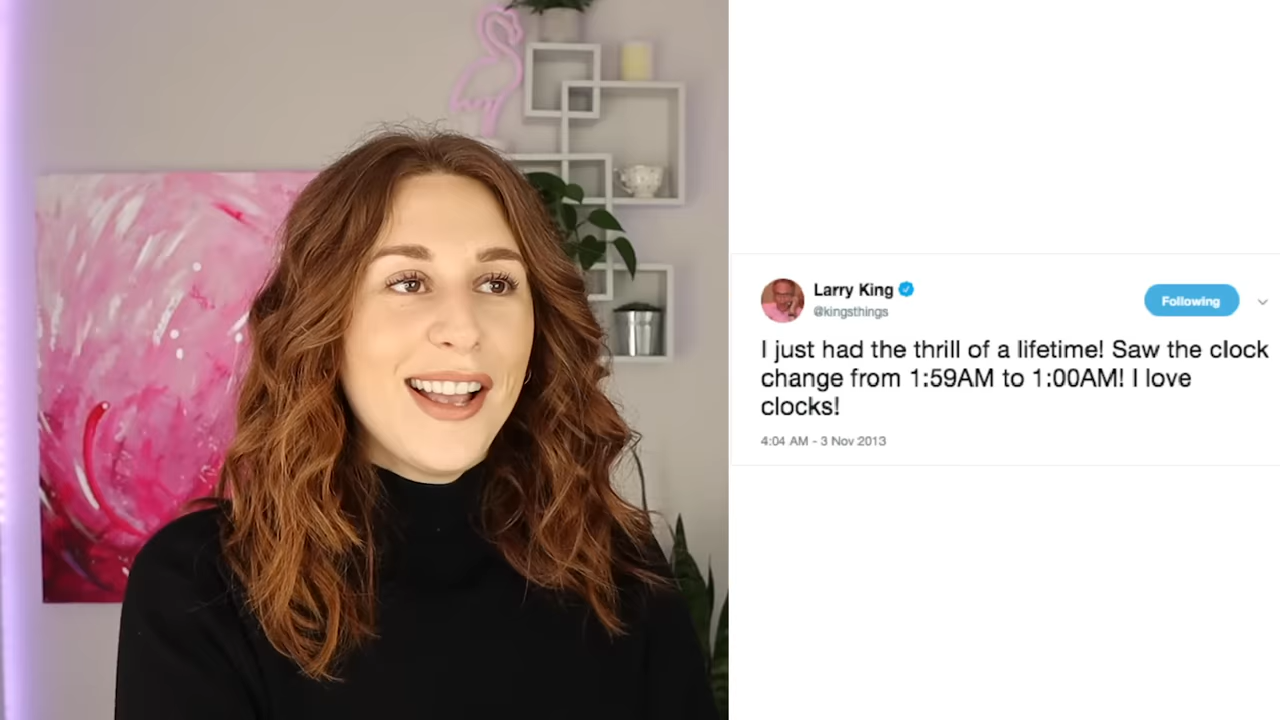 Larry King
@kingsthings
Following
I just had the thrill of a lifetime! Saw the clock
change from 1:59AM to 1:00AM! I love
clocks!
4:04 AM - 3 Nov 2013